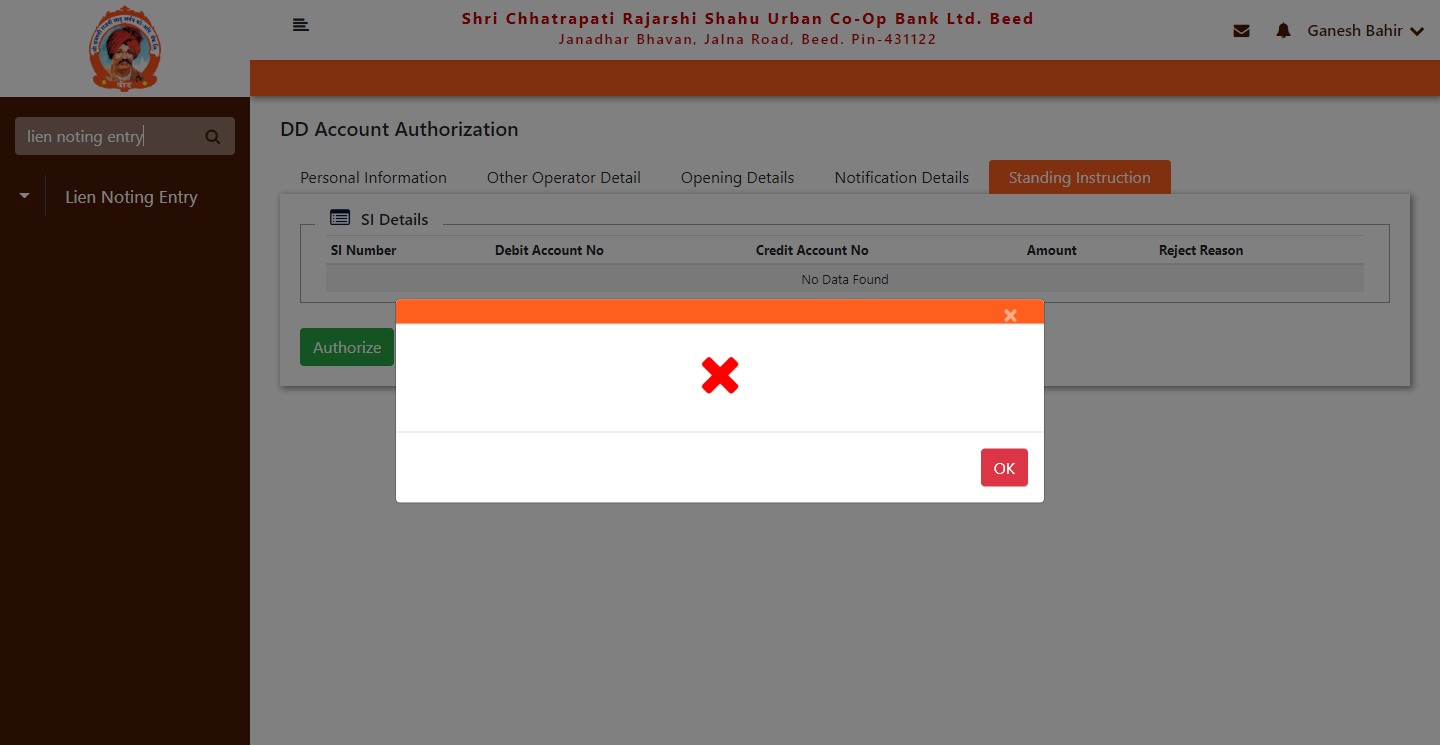 Shri Chhatrapati Rajarshi Shahu Urban Co-Op Bank Ltd. Beed
Janadhar Bhavan, Jalna Road, Beed. Pin-431122
Ganesh Bahir
बीड
lien noting entry
Lien Noting Entry
DD Account Authorization
Personal Information Other Operator Detail Opening Details Notification Details Standing Instruction
SI Details
SI Number Debit Account No Credit Account No Amount Reject Reason
No Data Found
Authorize
OK